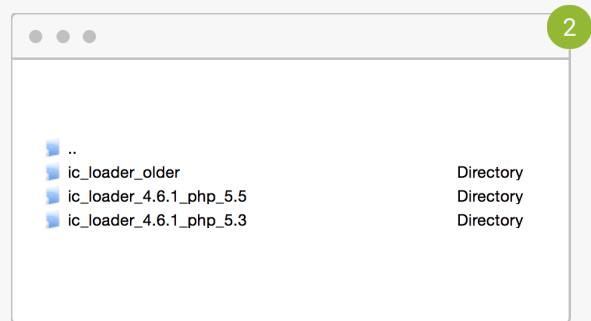 2
..
ic_loader_older Directory
ic_loader_4.6.1_php_5.5 Directory
ic_loader_4.6.1_php_5.3 Directory